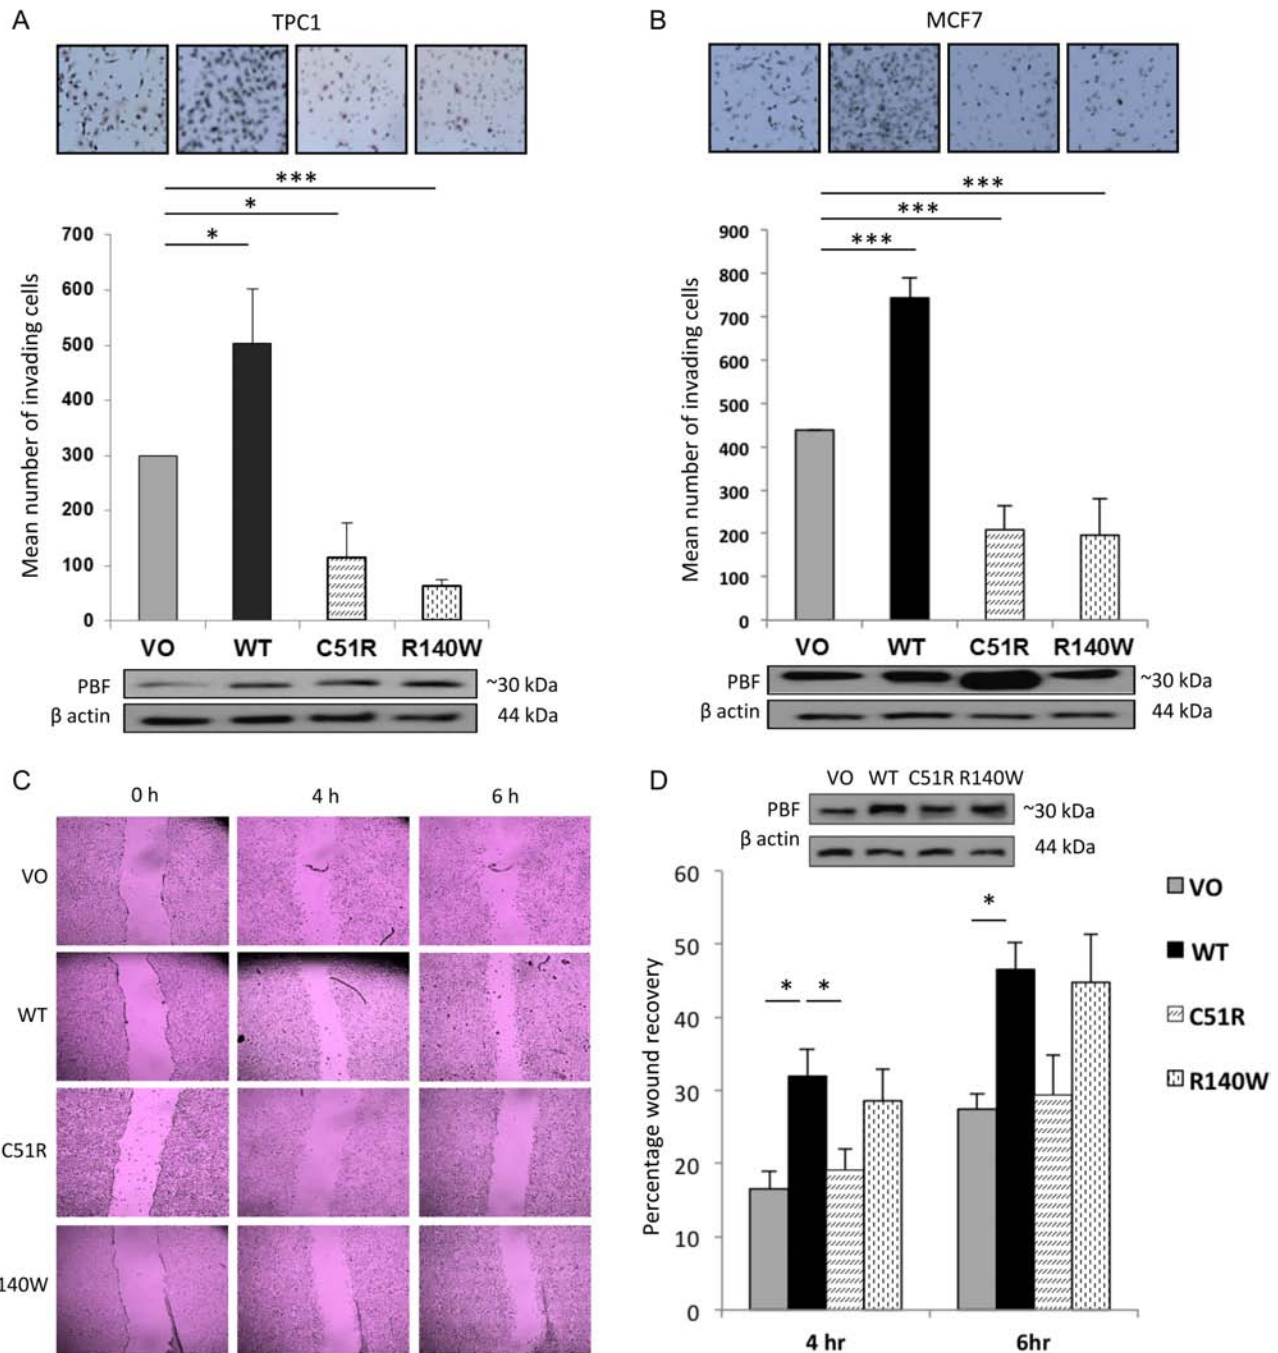 A
TPC1
***
*
*
700
600
500
400
300
200
100
0
Mean number of invading cells
VO WT C51R R140W
PBF ~30 kDa
β actin 44 kDa
B
MCF7
***
***
***
900
800
700
600
500
400
300
200
100
0
Mean number of invading cells
VO WT C51R R140W
PBF ~30 kDa
β actin 44 kDa
C
0 h 4 h 6 h
VO
WT
C51R
140W
D
VO WT C51R R140W
PBF ~30 kDa
β actin 44 kDa
60
50
40
30
20
10
0
Percentage wound recovery
* *
*
4 hr 6hr
VO
WT
C51R
R140W